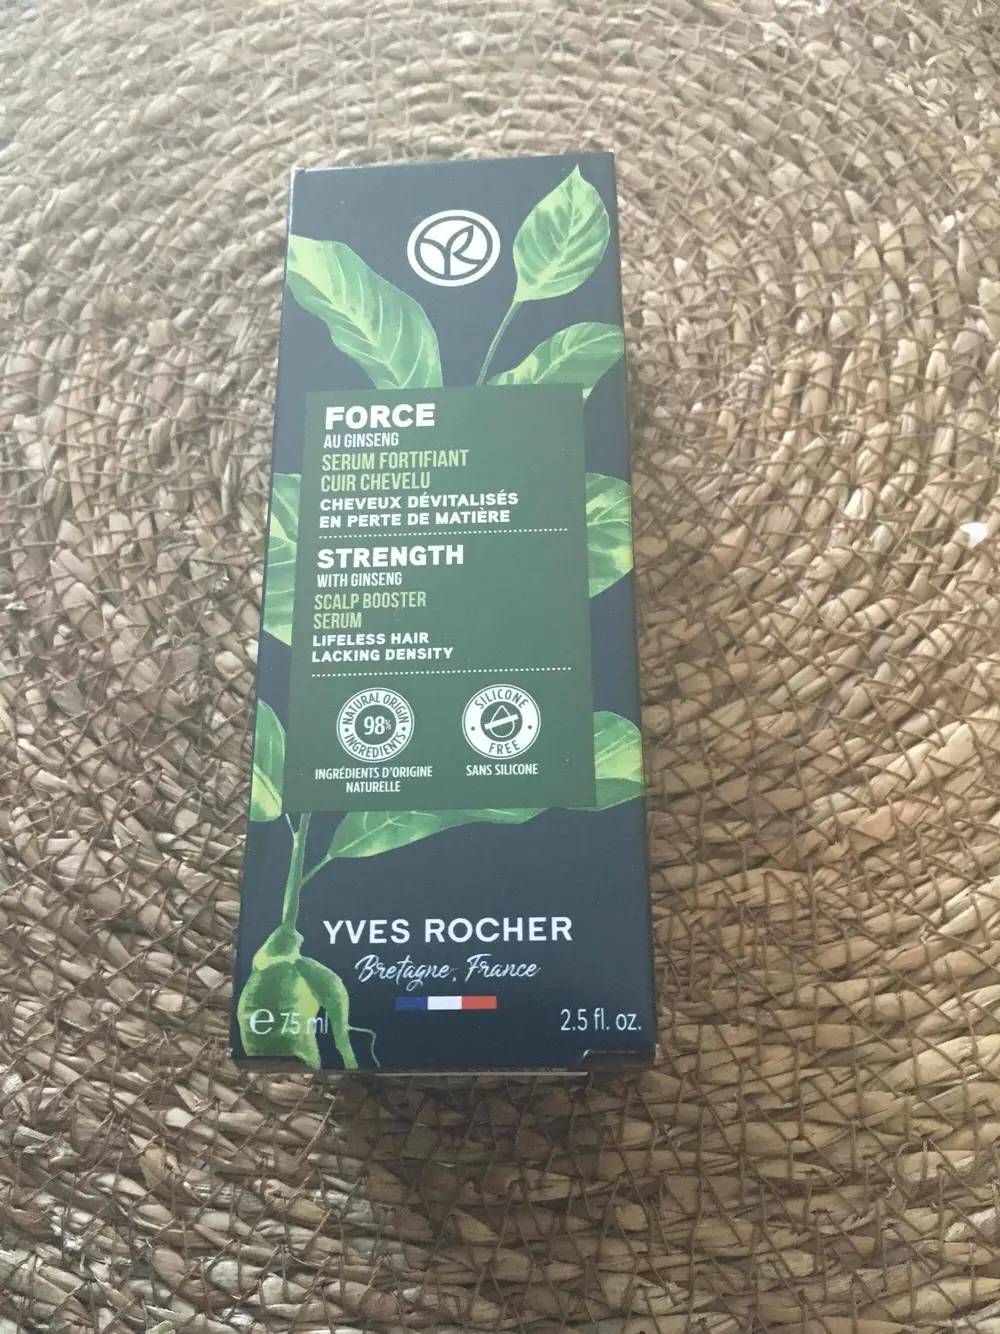 FORCE
AU GINSENG
SERUM FORTIFIANT
CUIR CHEVELU
CHEVEUX DÉVITALISÉS
EN PERTE DE MATIÈRE
STRENGTH
WITH GINSENG
SCALP BOOSTER
SERUM
LIFELESS HAIR
LACKING DENSITY
NATURAL ORIGIN
98%
INGREDIENTS
INGRÉDIENTS D'ORIGINE
NATURELLE
SILICONE
FREE
SANS SILICONE
YVES ROCHER
Bretagne, France
e 75 ml
2.5 fl. oz.